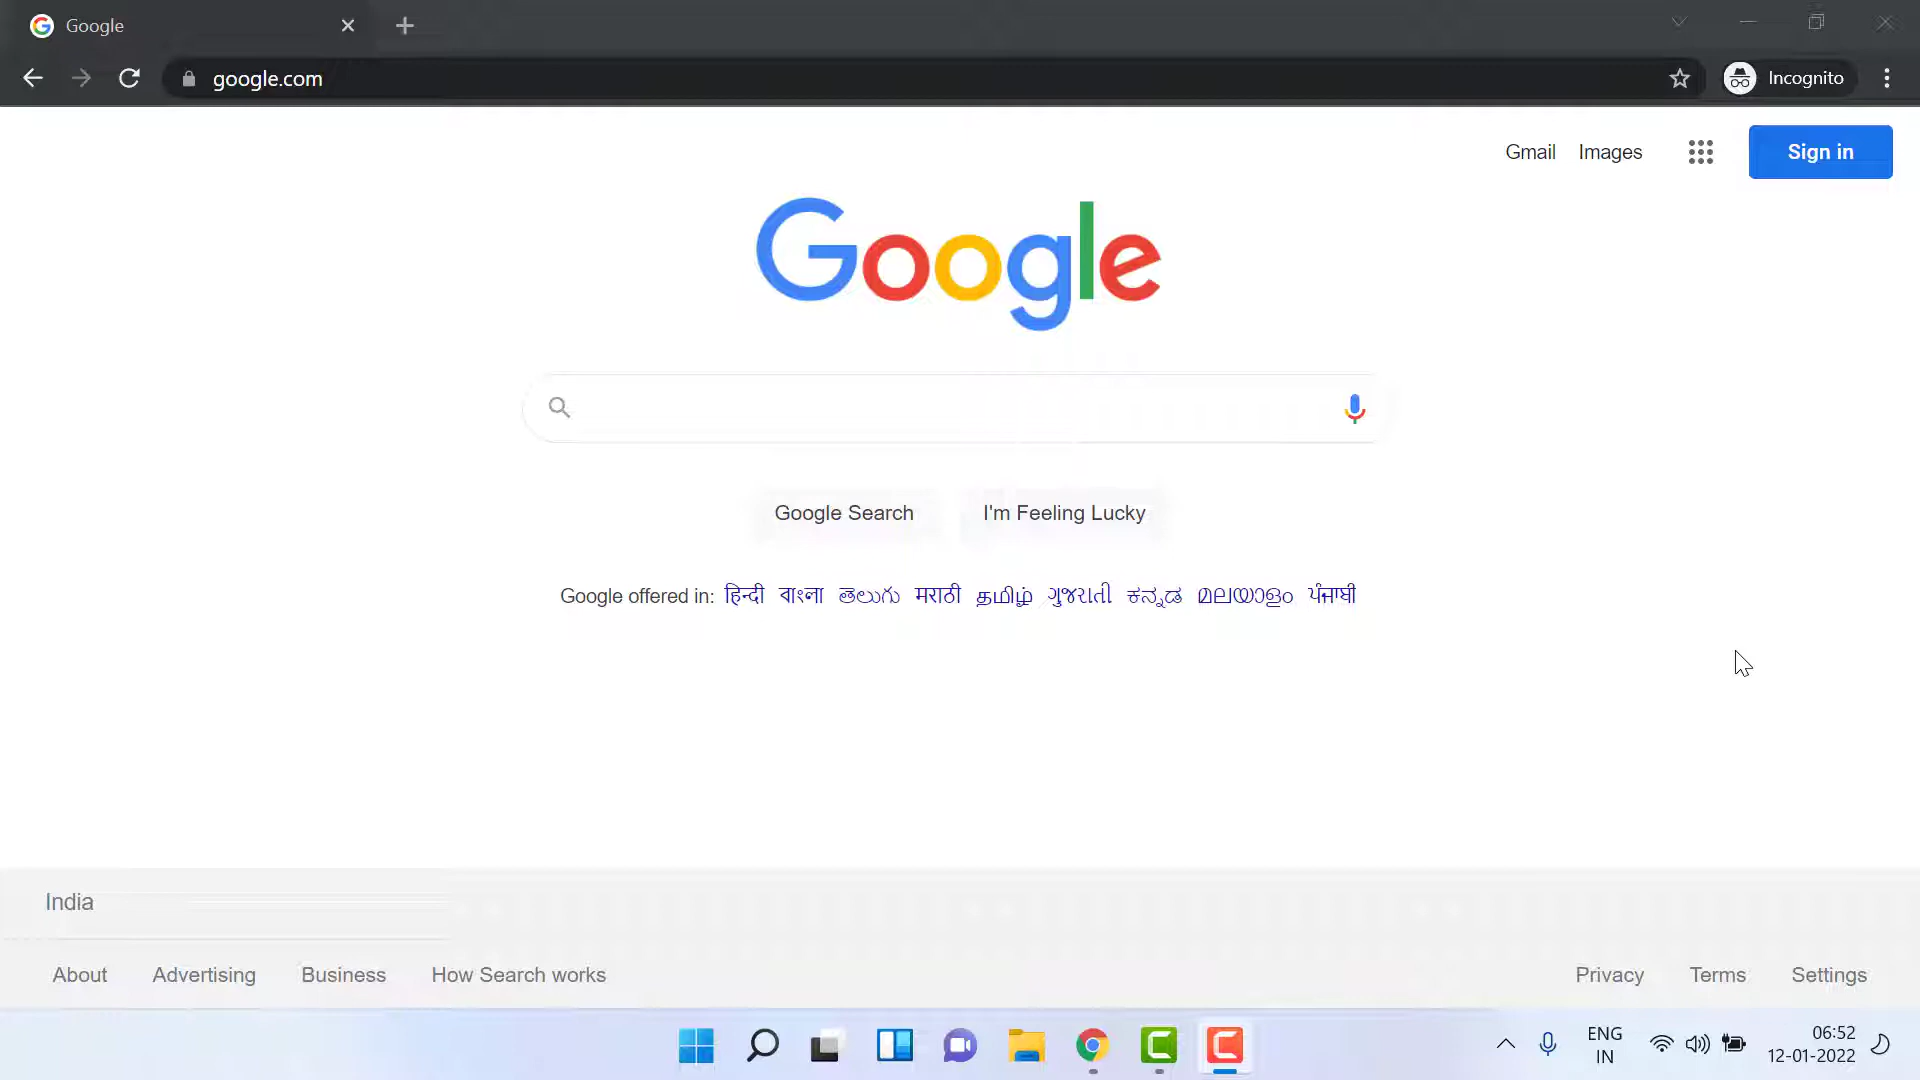 Google
google.com
Incognito
Gmail Images Sign in
Google
Google Search I'm Feeling Lucky
Google offered in: हिन्दी বাংলা తెలుగు मराठी தமிழ் ગુજરાતી ಕನ್ನಡ മലയാളം ਪੰਜਾਬੀ
India
About Advertising Business How Search works Privacy Terms Settings
ENG 06:52
IN 12-01-2022